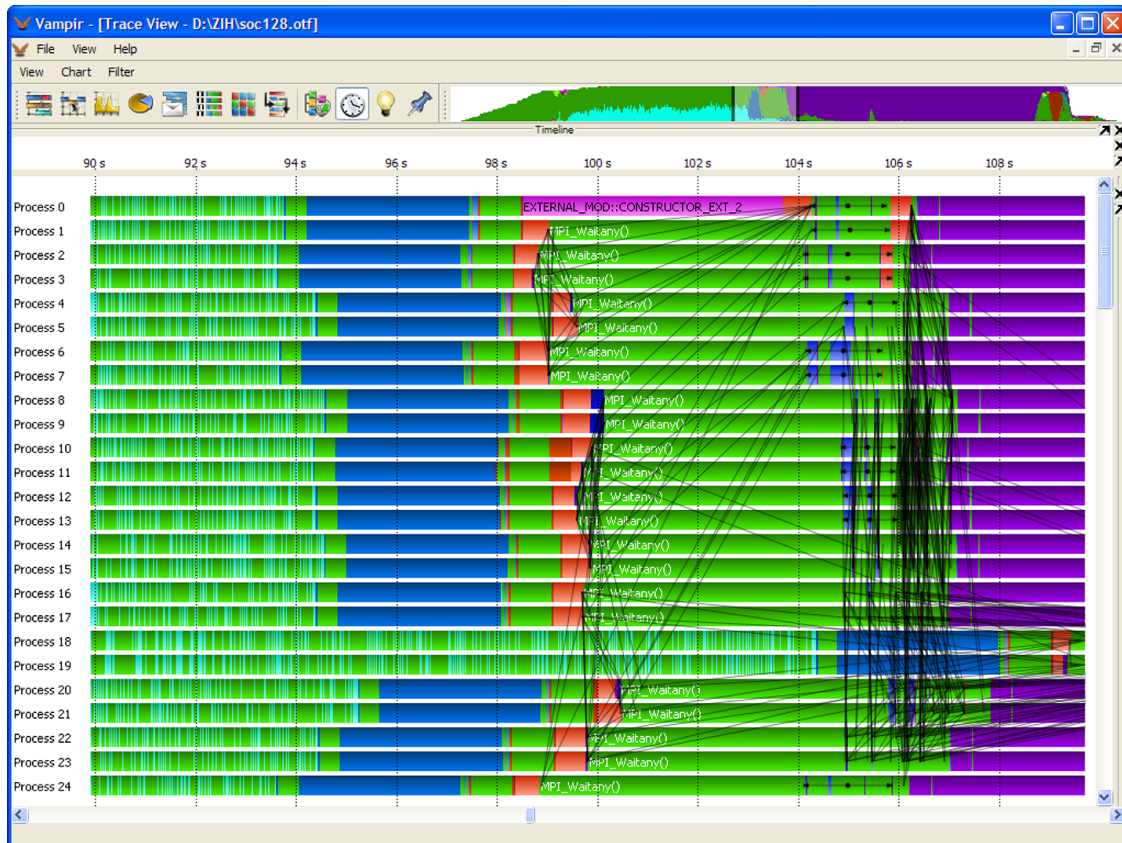 Vampir - [Trace View - D:\ZIH\soc128.otf]
File View Help
View Chart Filter
Timeline
90 s 92 s 94 s 96 s 98 s 100 s 102 s 104 s 106 s 108 s
Process 0 EXTERNAL_MOD::CONSTRUCTOR_EXT_2
Process 1 MPI_Waitany()
Process 2 MPI_Waitany()
Process 3 MPI_Waitany()
Process 4 MPI_Waitany()
Process 5 MPI_Waitany()
Process 6 MPI_Waitany()
Process 7 MPI_Waitany()
Process 8 MPI_Waitany()
Process 9 MPI_Waitany()
Process 10 MPI_Waitany()
Process 11 MPI_Waitany()
Process 12 MPI_Waitany()
Process 13 MPI_Waitany()
Process 14 MPI_Waitany()
Process 15 MPI_Waitany()
Process 16 MPI_Waitany()
Process 17 MPI_Waitany()
Process 18
Process 19
Process 20 MPI_Waitany()
Process 21 MPI_Waitany()
Process 22 MPI_Waitany()
Process 23 MPI_Waitany()
Process 24 MPI_Waitany()